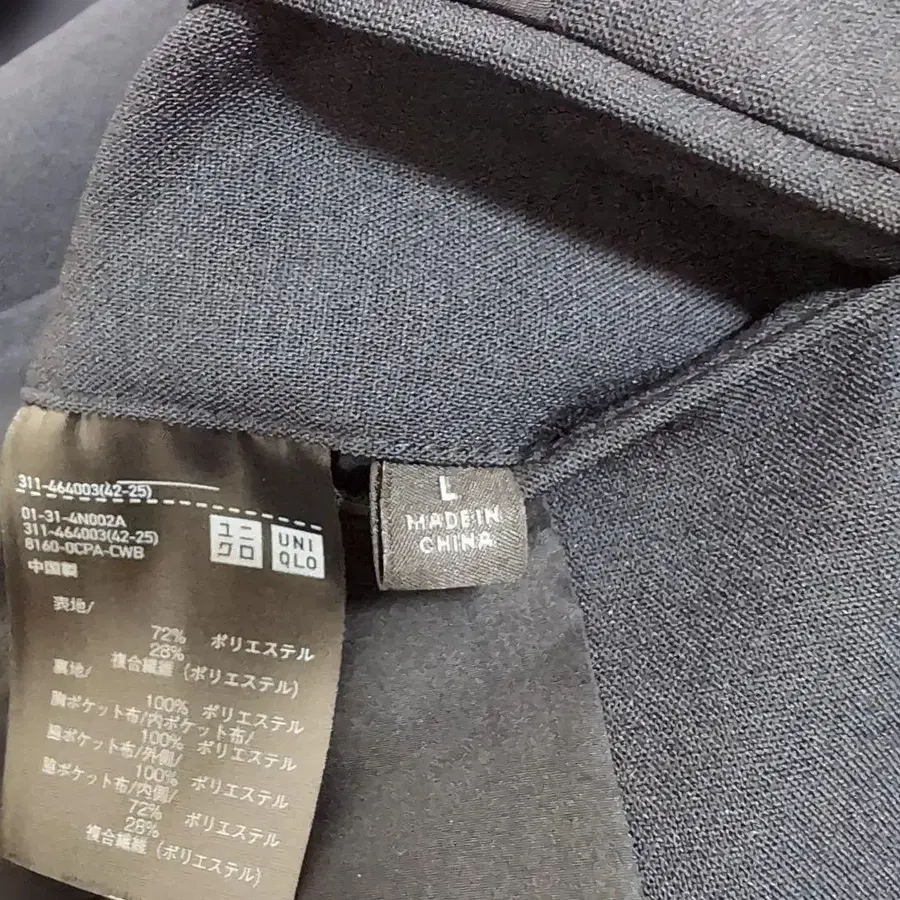 311-464003(42-25)
01-31-4N002A
311-464003(42-25)
8160-0CPA-CWB
中国製
ユニ
クロ
UNI
QLO
表地/
72% ポリエステル
28%
複合繊維 (ポリエステル)
裏地/
100% ポリエステル
胸ポケット布/内ポケット布/
100% ポリエステル
脇ポケット布/外側/
100% ポリエステル
脇ポケット布/内側/
72% ポリエステル
28%
複合繊維 (ポリエステル)
L
MADE IN
CHINA